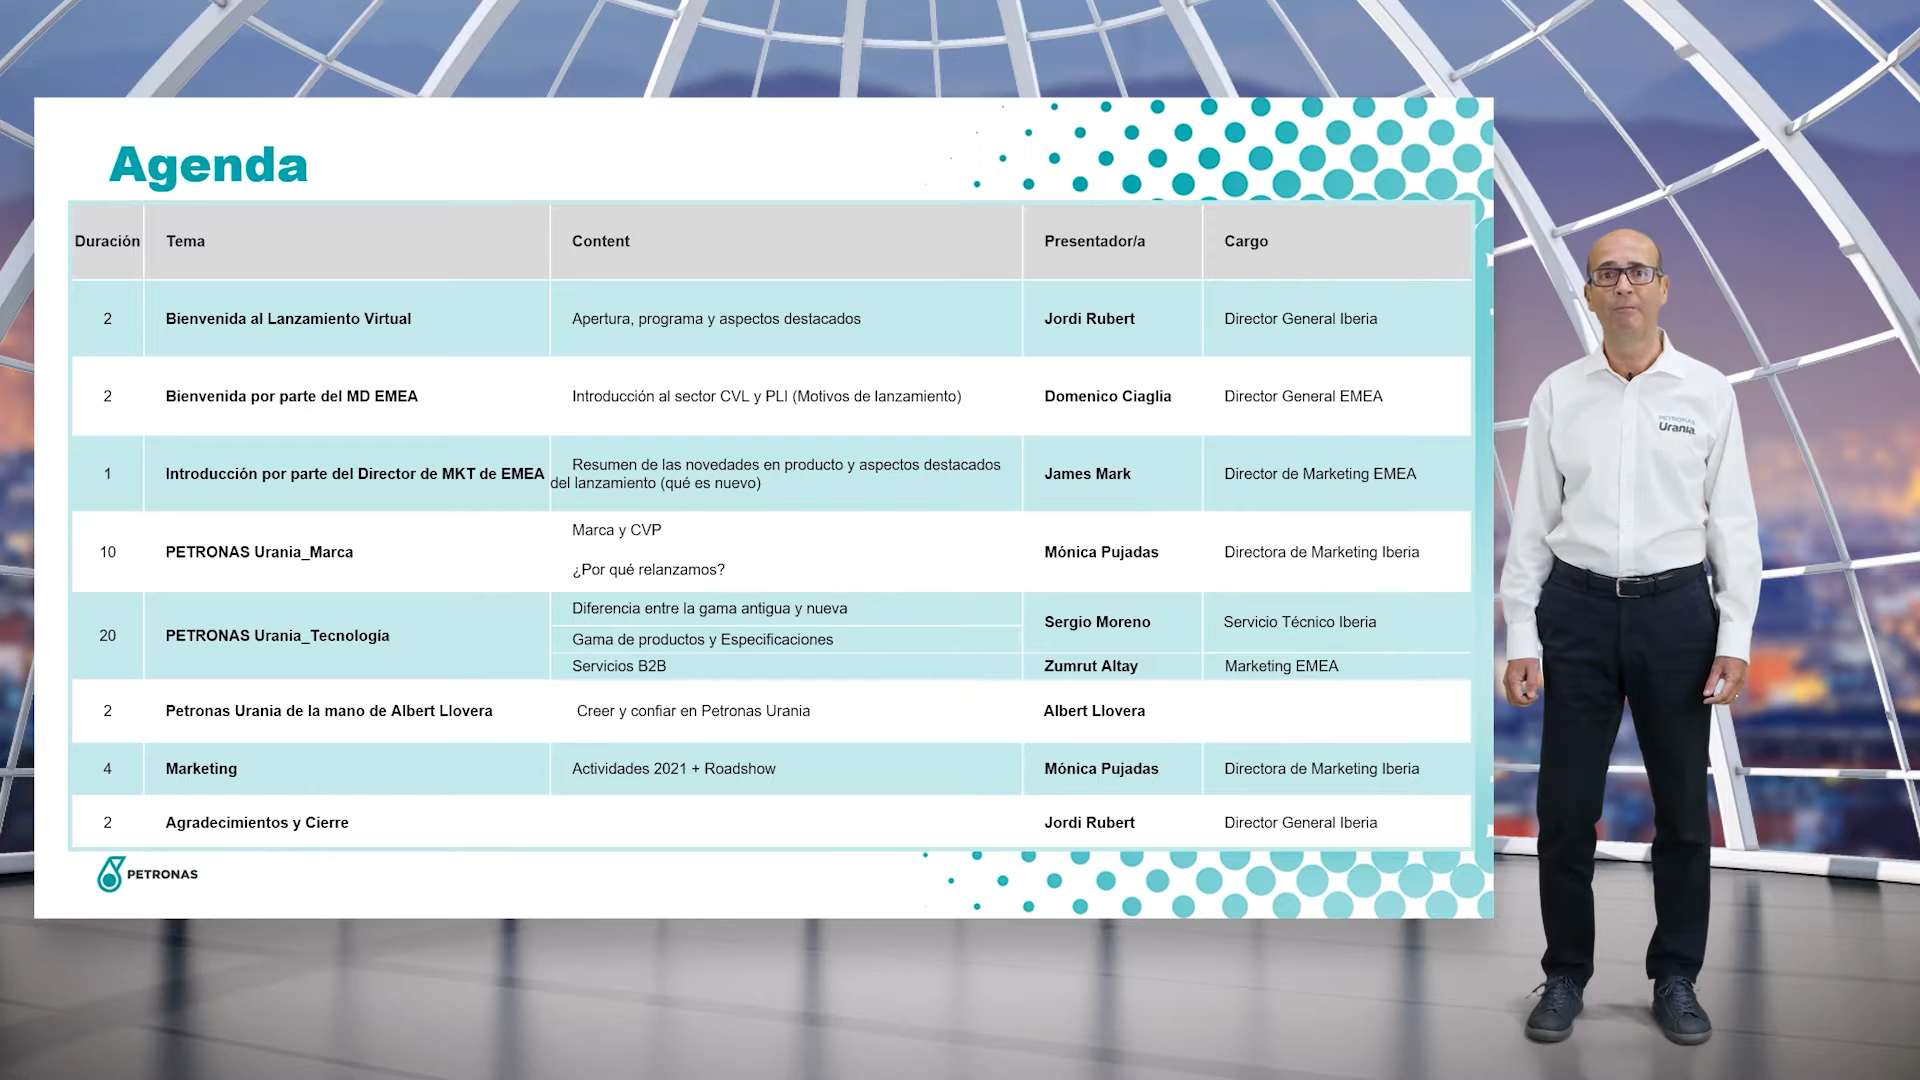 Agenda
Duración Tema Content Presentador/a Cargo
2 Bienvenida al Lanzamiento Virtual Apertura, programa y aspectos destacados Jordi Rubert Director General Iberia
2 Bienvenida por parte del MD EMEA Introducción al sector CVL y PLI (Motivos de lanzamiento) Domenico Ciaglia Director General EMEA
1 Introducción por parte del Director de MKT de EMEA Resumen de las novedades en producto y aspectos destacados
del lanzamiento (qué es nuevo) James Mark Director de Marketing EMEA
10 PETRONAS Urania_Marca Marca y CVP
¿Por qué relanzamos? Mónica Pujadas Directora de Marketing Iberia
20 PETRONAS Urania_Tecnología Diferencia entre la gama antigua y nueva
Gama de productos y Especificaciones Sergio Moreno Servicio Técnico Iberia
Servicios B2B Zumrut Altay Marketing EMEA
2 Petronas Urania de la mano de Albert Llovera Creer y confiar en Petronas Urania Albert Llovera
4 Marketing Actividades 2021 + Roadshow Mónica Pujadas Directora de Marketing Iberia
2 Agradecimientos y Cierre Jordi Rubert Director General Iberia
PETRONAS
PETRONAS
Urania